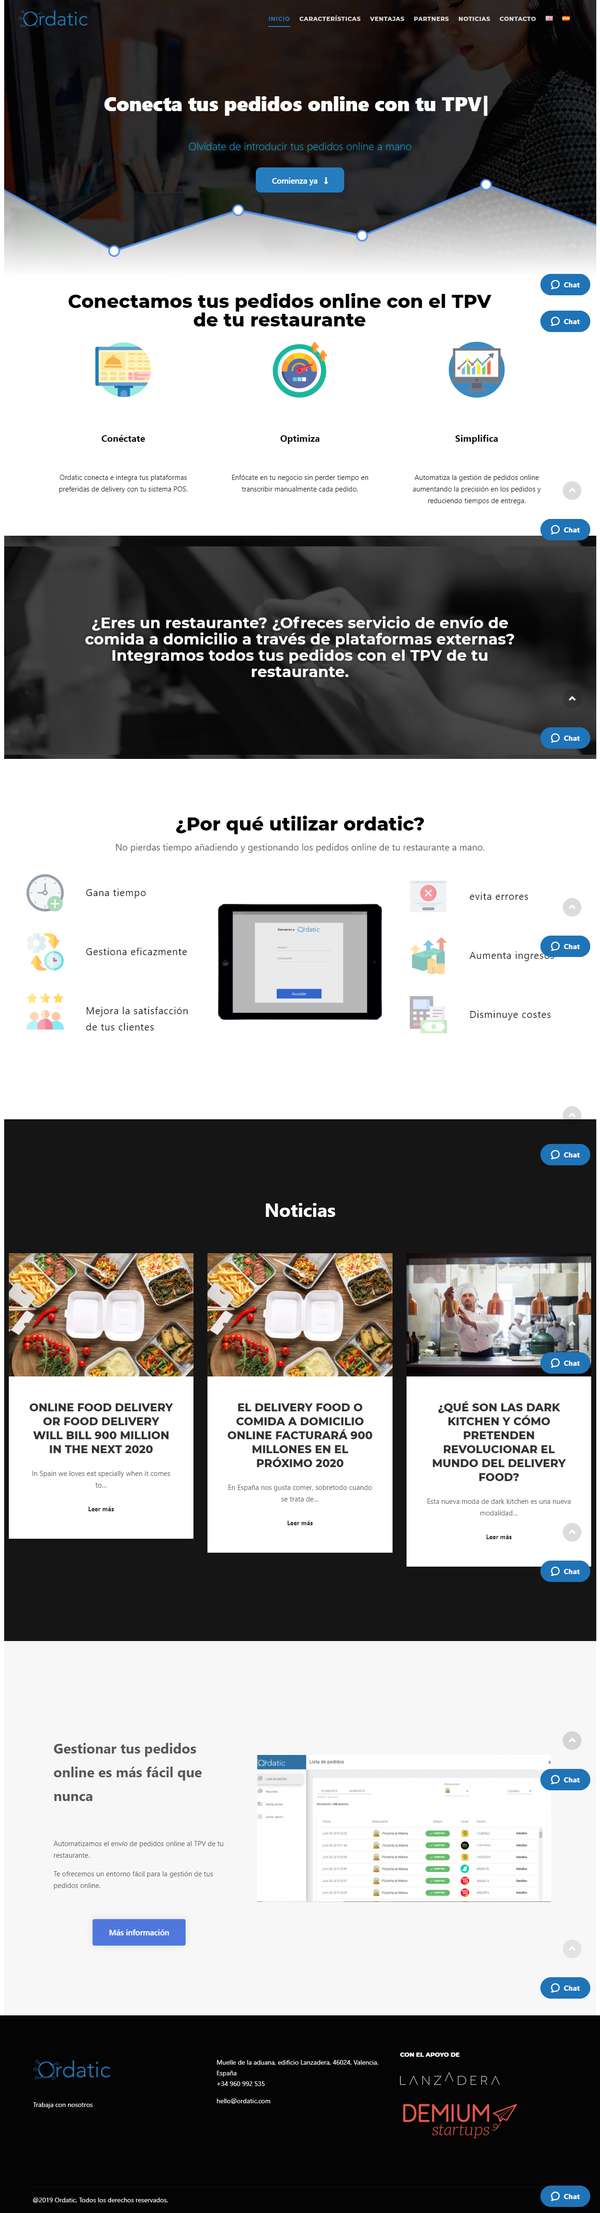 Ordatic
INICIO CARACTERÍSTICAS VENTAJAS PARTNERS NOTICIAS CONTACTO
Conecta tus pedidos online con tu TPV|
Olvídate de introducir tus pedidos online a mano
Comienza ya
Chat
Conectamos tus pedidos online con el TPV
de tu restaurante
Chat
Conéctate
Optimiza
Simplifica
Ordatic conecta e integra tus plataformas
preferidas de delivery con tu sistema POS.
Enfócate en tu negocio sin perder tiempo en
transcribir manualmente cada pedido.
Automatiza la gestión de pedidos online
aumentando la precisión en los pedidos y
reduciendo tiempos de entrega.
Chat
¿Eres un restaurante? ¿Ofreces servicio de envío de
comida a domicilio a través de plataformas externas?
Integramos todos tus pedidos con el TPV de tu
restaurante.
Chat
¿Por qué utilizar ordatic?
No pierdas tiempo añadiendo y gestionando los pedidos online de tu restaurante a mano.
Gana tiempo
Gestiona eficazmente
Mejora la satisfacción
de tus clientes
Ordatic
evita errores
Chat
Aumenta ingresos
Disminuye costes
Chat
Noticias
Chat
ONLINE FOOD DELIVERY
OR FOOD DELIVERY
WILL BILL 900 MILLION
IN THE NEXT 2020
In Spain we loves eat specially when it comes
to...
Leer más
EL DELIVERY FOOD O
COMIDA A DOMICILIO
ONLINE FACTURARÁ 900
MILLONES EN EL
PRÓXIMO 2020
En España nos gusta comer, sobretodo cuando
se trata de...
Leer más
¿QUÉ SON LAS DARK
KITCHEN Y CÓMO
PRETENDEN
REVOLUCIONAR EL
MUNDO DEL DELIVERY
FOOD?
Esta nueva moda de dark kitchen es una nueva
modalidad...
Leer más
Chat
Gestionar tus pedidos
online es más fácil que
nunca
Automatizamos el envío de pedidos online al TPV de tu
restaurante.
Te ofrecemos un entorno fácil para la gestión de tus
pedidos online.
Más información
Ordatic
Lista de pedidos
Chat
Chat
Ordatic
Trabaja con nosotros
Muelle de la aduana, edificio Lanzadera, 46024, Valencia,
España
+34 960 992 535
hello@ordatic.com
CON EL APOYO DE
LANZADERA
DEMIUM
startups
Chat
@2019 Ordatic. Todos los derechos reservados.